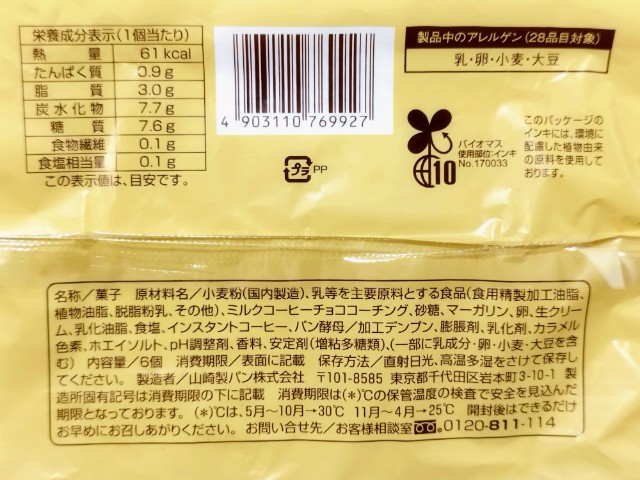 栄養成分表示(1個当たり)
熱量 61kcal
たんぱく質 0.9g
脂質 3.0g
炭水化物 7.7g
糖質 7.6g
食物繊維 0.1g
食塩相当量 0.1g
この表示値は、目安です。
4 903110 769927
プラ PP
製品中のアレルゲン(28品目対象)
乳・卵・小麦・大豆
バイオマス
使用部位:インキ
No.170033
10
このパッケージの
インキには、環境に
配慮した植物由来
の原料を使用して
おります。
名称/菓子 原材料名/小麦粉(国内製造)、乳等を主要原料とする食品(食用精製加工油脂、
植物油脂、脱脂粉乳、その他)、ミルクコーヒーチョココーチング、砂糖、マーガリン、卵、生クリー
ム、乳化油脂、食塩、インスタントコーヒー、パン酵母/加工デンプン、膨脹剤、乳化剤、カラメル
色素、ホエイソルト、pH調整剤、香料、安定剤(増粘多糖類)、(一部に乳成分・卵・小麦・大豆を含
む) 内容量/6個 消費期限/表面に記載 保存方法/直射日光、高温多湿をさけて保存し
てください。 製造者/山崎製パン株式会社 〒101-8585 東京都千代田区岩本町3-10-1 製
造所固有記号は消費期限の下に記載 消費期限は(*)℃の保管温度の検査で安全を見込んだ
期限となっております。 (*)℃は、5月〜10月→30℃ 11月〜4月→25℃ 開封後はできるだけ
お早めにお召しあがりください。 お問い合せ先/お客様相談室 0120-811-114